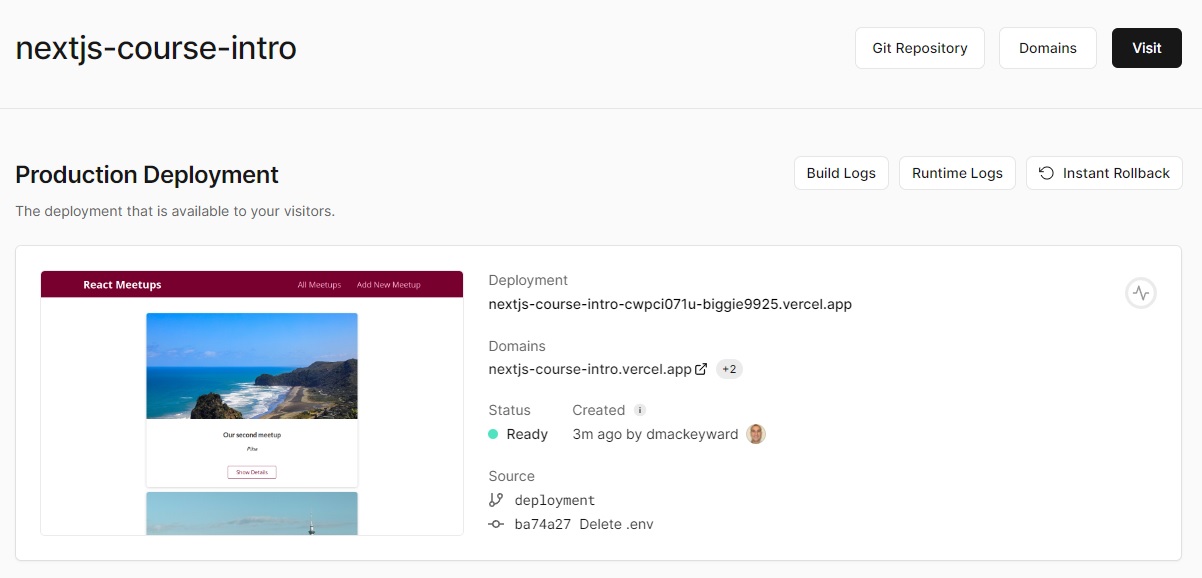 nextjs-course-intro
Git Repository
Domains
Visit
Production Deployment
Build Logs
Runtime Logs
Instant Rollback
The deployment that is available to your visitors.
React Meetups
All Meetups
Add New Meetup
Our second meetup
Show Details
Deployment
nextjs-course-intro-cwpci071u-biggie9925.vercel.app
Domains
nextjs-course-intro.vercel.app +2
Status
Created
Ready
3m ago by dmackeyward
Source
deployment
ba74a27 Delete .env